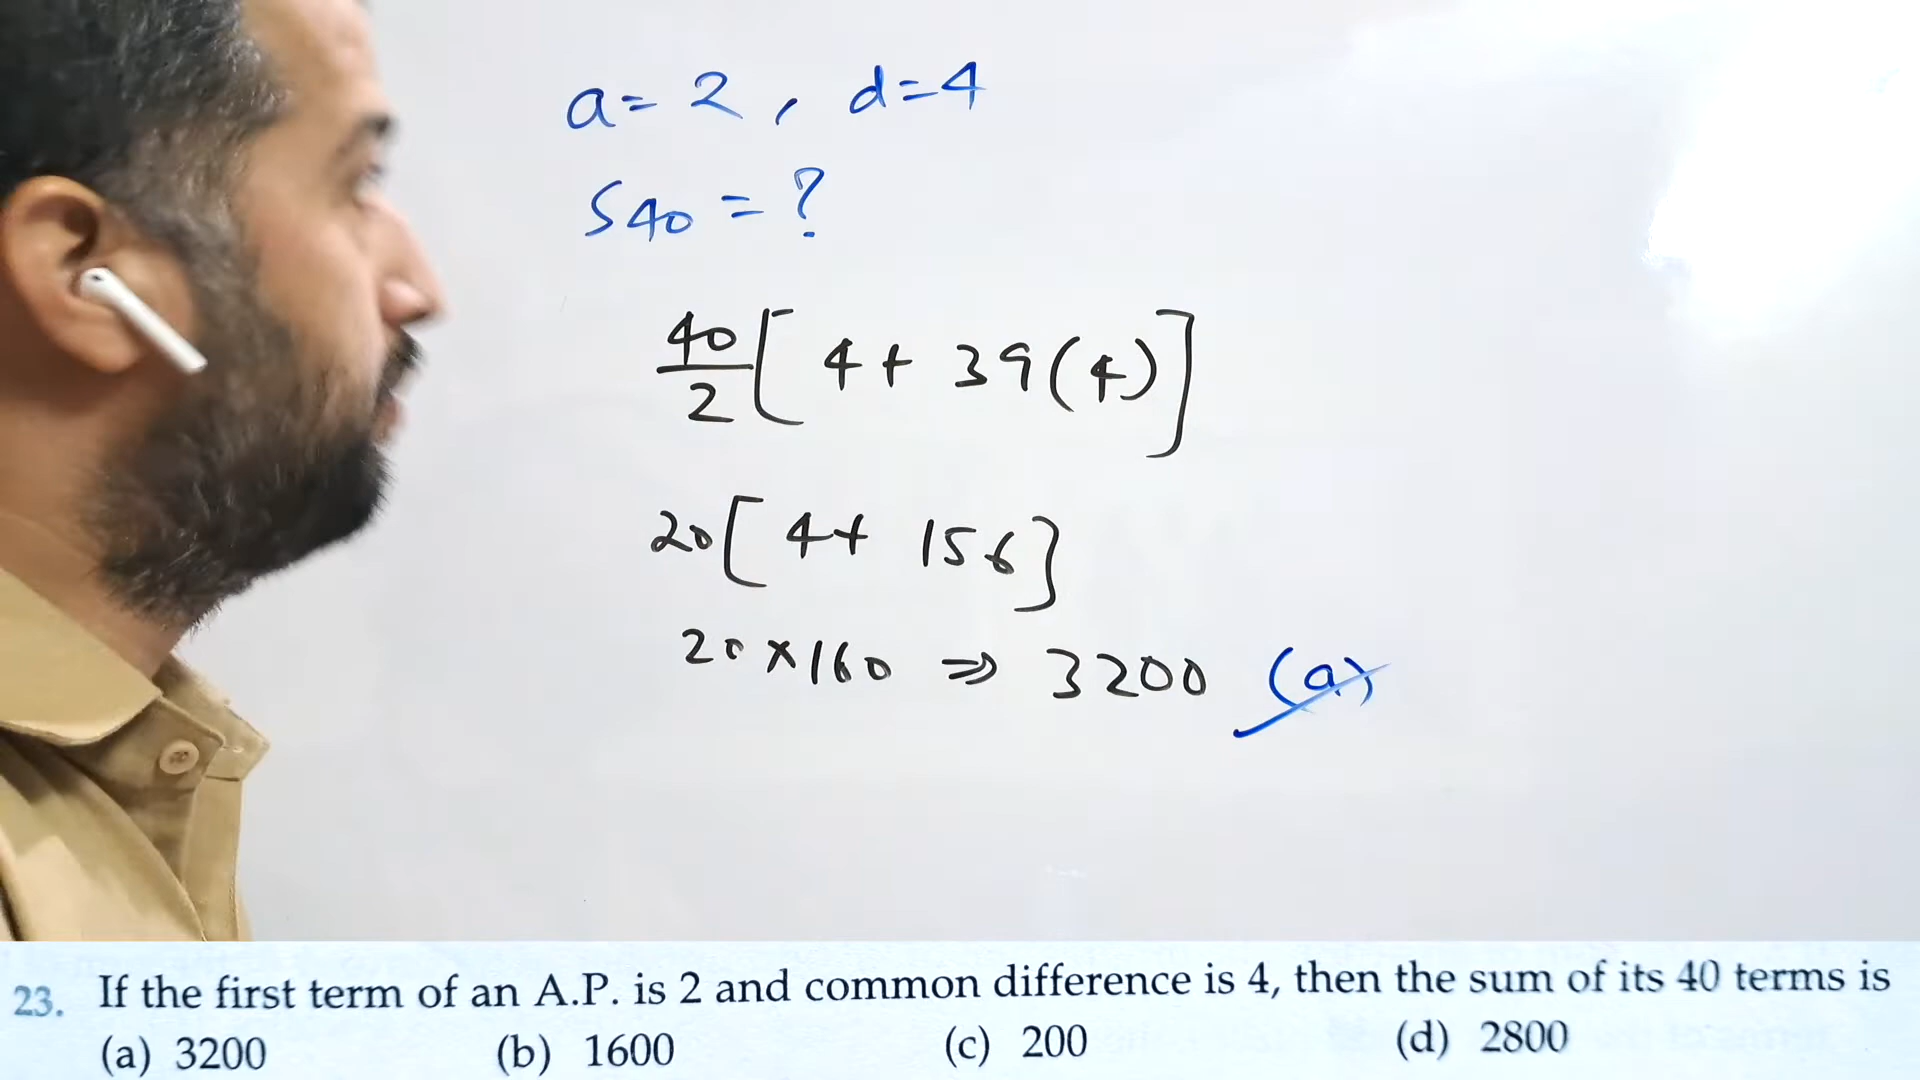 a = 2, d = 4
S40 = ?
40/2 [ 4 + 39(4) ]
20 [ 4 + 156 ]
20 × 160 ⇒ 3200 (a)
23. If the first term of an A.P. is 2 and common difference is 4, then the sum of its 40 terms is
(a) 3200 (b) 1600 (c) 200 (d) 2800